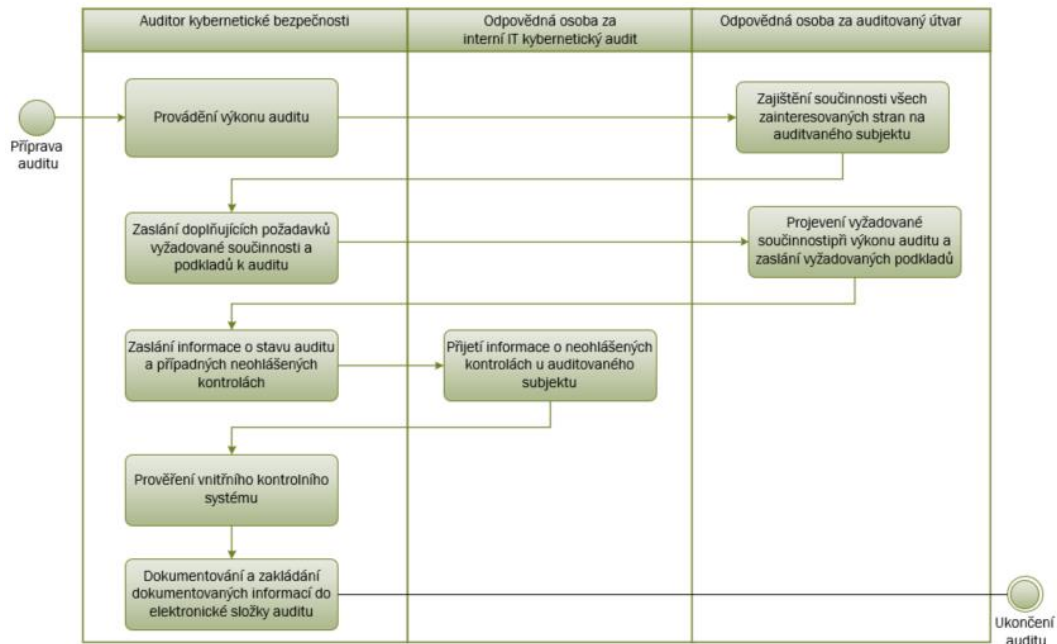 Auditor kybernetické bezpečnosti
Odpovědná osoba za
interní IT kybernetický audit
Odpovědná osoba za auditovaný útvar
Příprava
auditu
Provádění výkonu auditu
Zajištění součinnosti všech
zainteresovaných stran na
auditvaného subjektu
Zaslání doplňujících požadavků
vyžadované součinnosti a
podkladů k auditu
Projevení vyžadované
součinnostipři výkonu auditu a
zaslání vyžadovaných podkladů
Zaslání informace o stavu auditu
a případných neohlášených
kontrolách
Přijetí informace o neohlášených
kontrolách u auditovaného
subjektu
Prověření vnitřního kontrolního
systému
Dokumentování a zakládání
dokumentovaných informací do
elektronické složky auditu
Ukončení
auditu